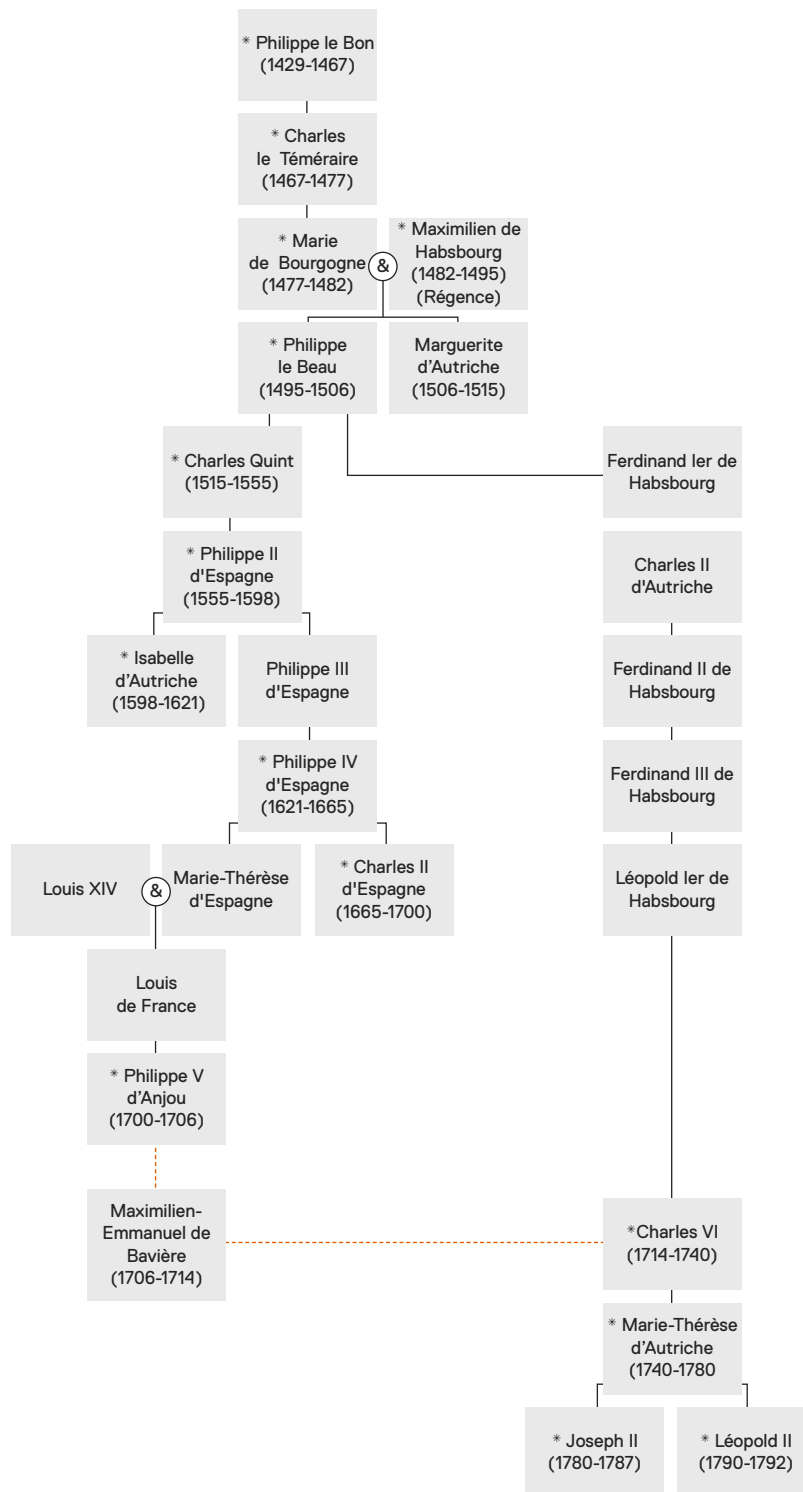 * Philippe le Bon
(1429-1467)
* Charles
le Téméraire
(1467-1477)
* Marie
de Bourgogne
(1477-1482)
&
* Maximilien de
Habsbourg
(1482-1495)
(Régence)
* Philippe
le Beau
(1495-1506)
Marguerite
d'Autriche
(1506-1515)
* Charles Quint
(1515-1555)
Ferdinand Ier de
Habsbourg
* Philippe II
d'Espagne
(1555-1598)
Charles II
d'Autriche
* Isabelle
d'Autriche
(1598-1621)
Philippe III
d'Espagne
Ferdinand II de
Habsbourg
* Philippe IV
d'Espagne
(1621-1665)
Ferdinand III de
Habsbourg
Louis XIV
&
Marie-Thérèse
d'Espagne
* Charles II
d'Espagne
(1665-1700)
Léopold Ier de
Habsbourg
Louis
de France
* Philippe V
d'Anjou
(1700-1706)
Maximilien-
Emmanuel de
Bavière
(1706-1714)
*Charles VI
(1714-1740)
* Marie-Thérèse
d'Autriche
(1740-1780
* Joseph II
(1780-1787)
* Léopold II
(1790-1792)